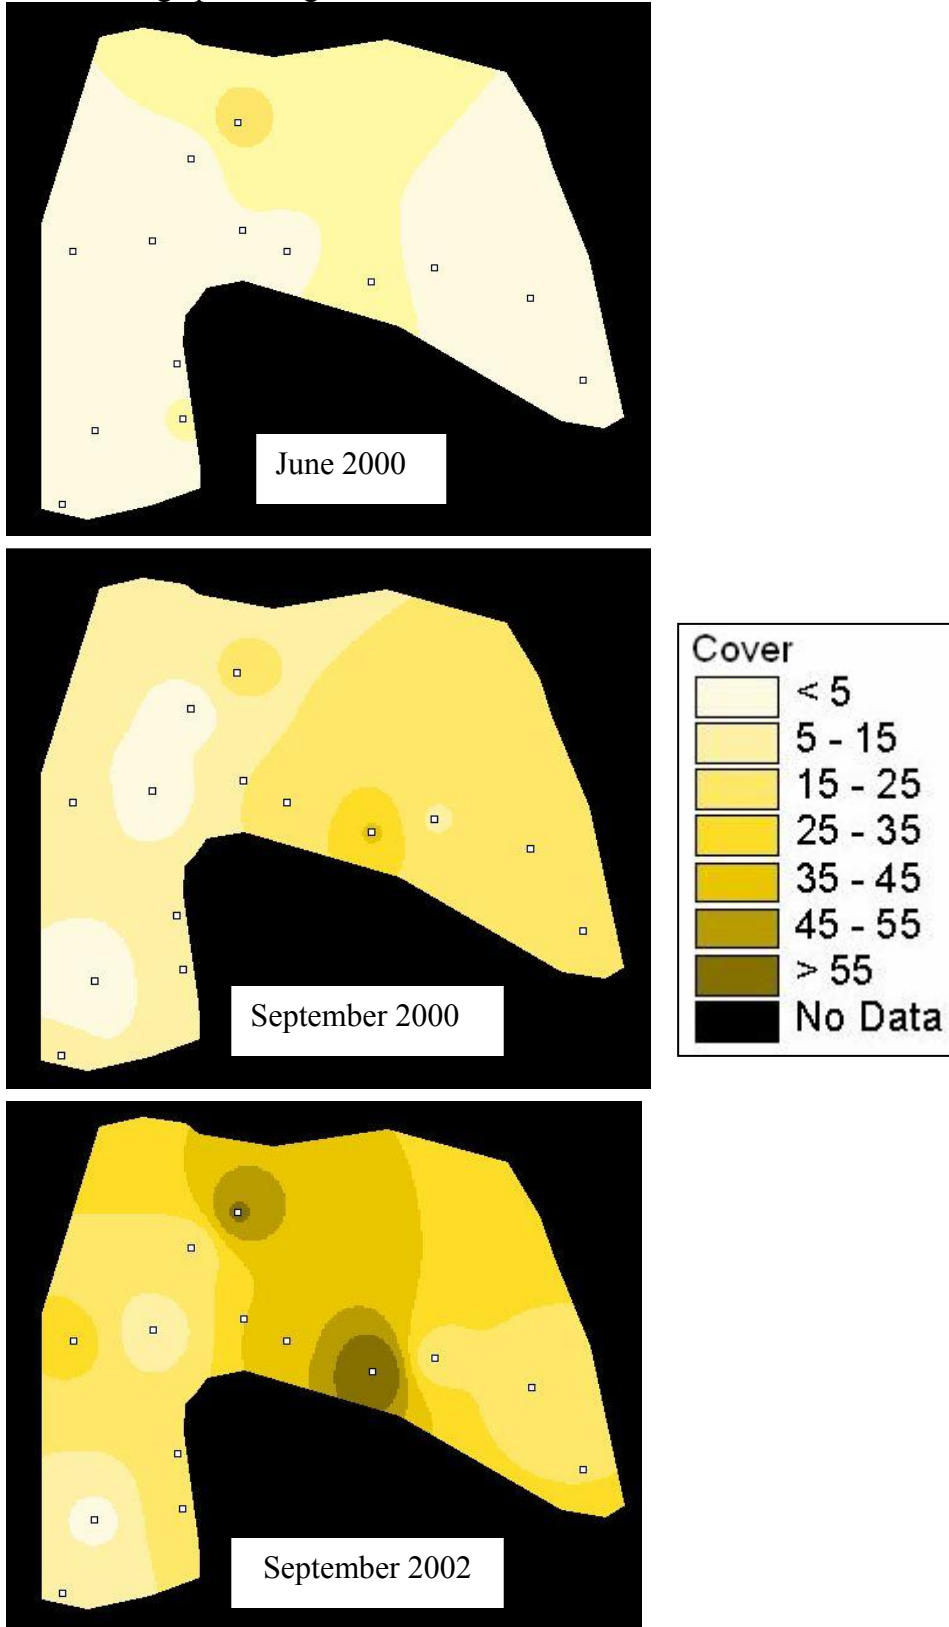 June 2000
September 2000
Cover
< 5
5 - 15
15 - 25
25 - 35
35 - 45
45 - 55
> 55
No Data
September 2002